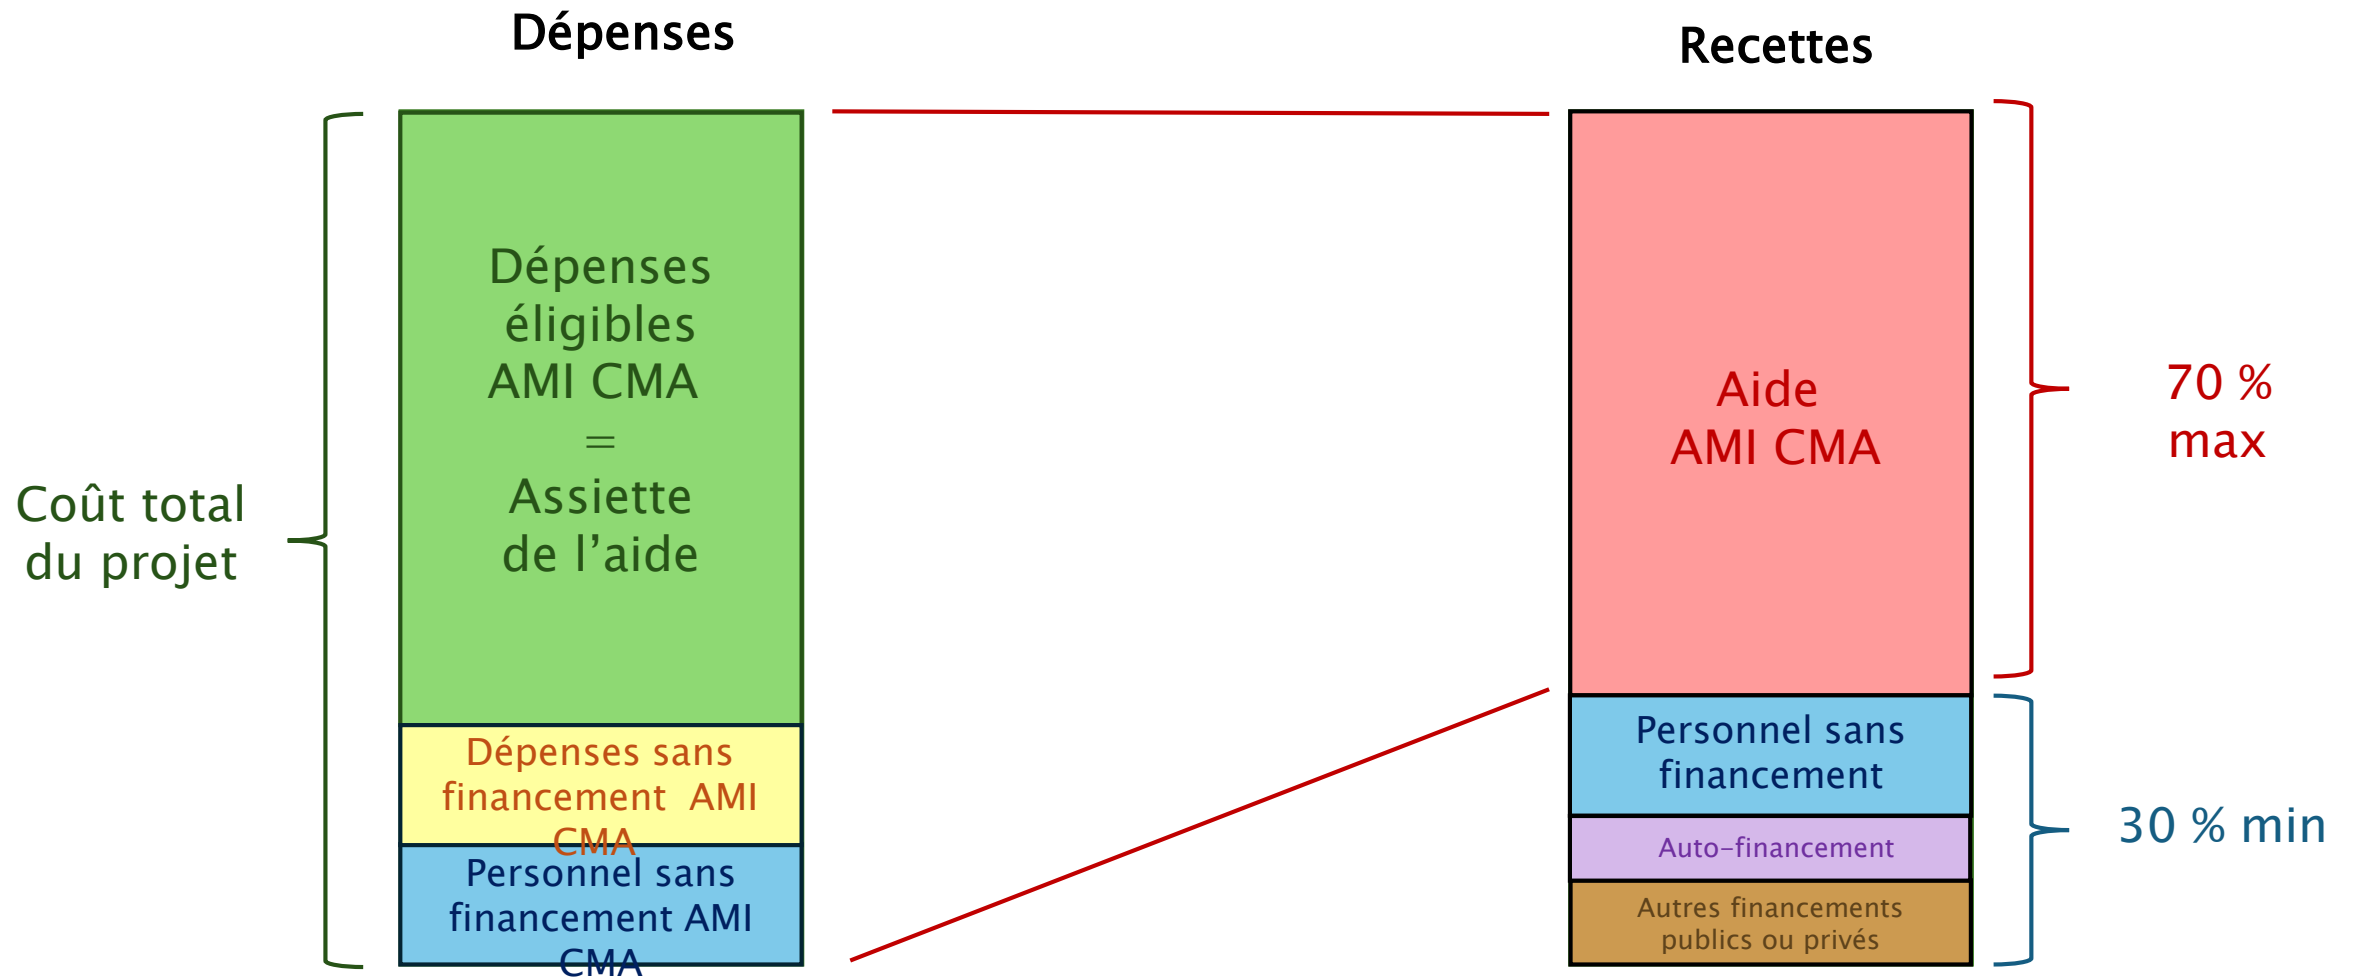 Dépenses
Recettes
Coût total
du projet
Dépenses
éligibles
AMI CMA
=
Assiette
de l’aide
Dépenses sans
financement  AMI
CMA
Personnel sans
financement AMI
CMA
Aide
AMI CMA
Personnel sans
financement
Auto-financement
Autres financements
publics ou privés
70 %
max
30 % min